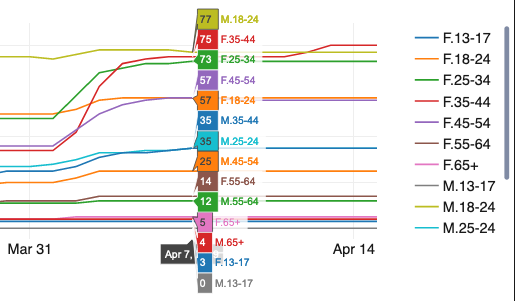 77 M.18-24
75 F.35-44
73 F.25-34
57 F.45-54
57 F.18-24
35 M.35-44
35 M.25-24
25 M.45-54
14 F.55-64
12 M.55-64
5 F.65+
4 M.65+
3 F.13-17
0 M.13-17
Mar 31
Apr 7,
Apr 14
F.13-17
F.18-24
F.25-34
F.35-44
F.45-54
F.55-64
F.65+
M.13-17
M.18-24
M.25-24